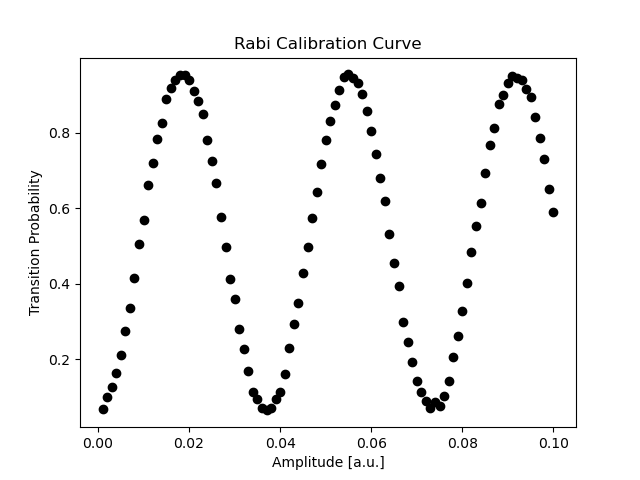 Rabi Calibration Curve
Transition Probability
0.8
0.6
0.4
0.2
0.00 0.02 0.04 0.06 0.08 0.10
Amplitude [a.u.]